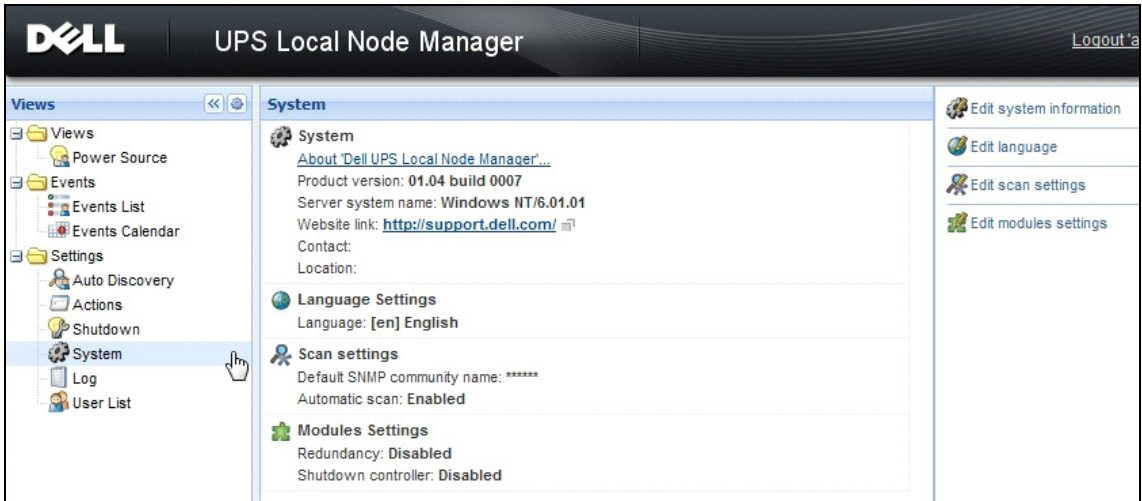 DELL
UPS Local Node Manager
Logout 'a
Views
Views
Power Source
Events
Events List
Events Calendar
Settings
Auto Discovery
Actions
Shutdown
System
Log
User List
System
System
About 'Dell UPS Local Node Manager'...
Product version: 01.04 build 0007
Server system name: Windows NT/6.01.01
Website link: http://support.dell.com/
Contact:
Location:
Language Settings
Language: [en] English
Scan settings
Default SNMP community name: ******
Automatic scan: Enabled
Modules Settings
Redundancy: Disabled
Shutdown controller: Disabled
Edit system information
Edit language
Edit scan settings
Edit modules settings